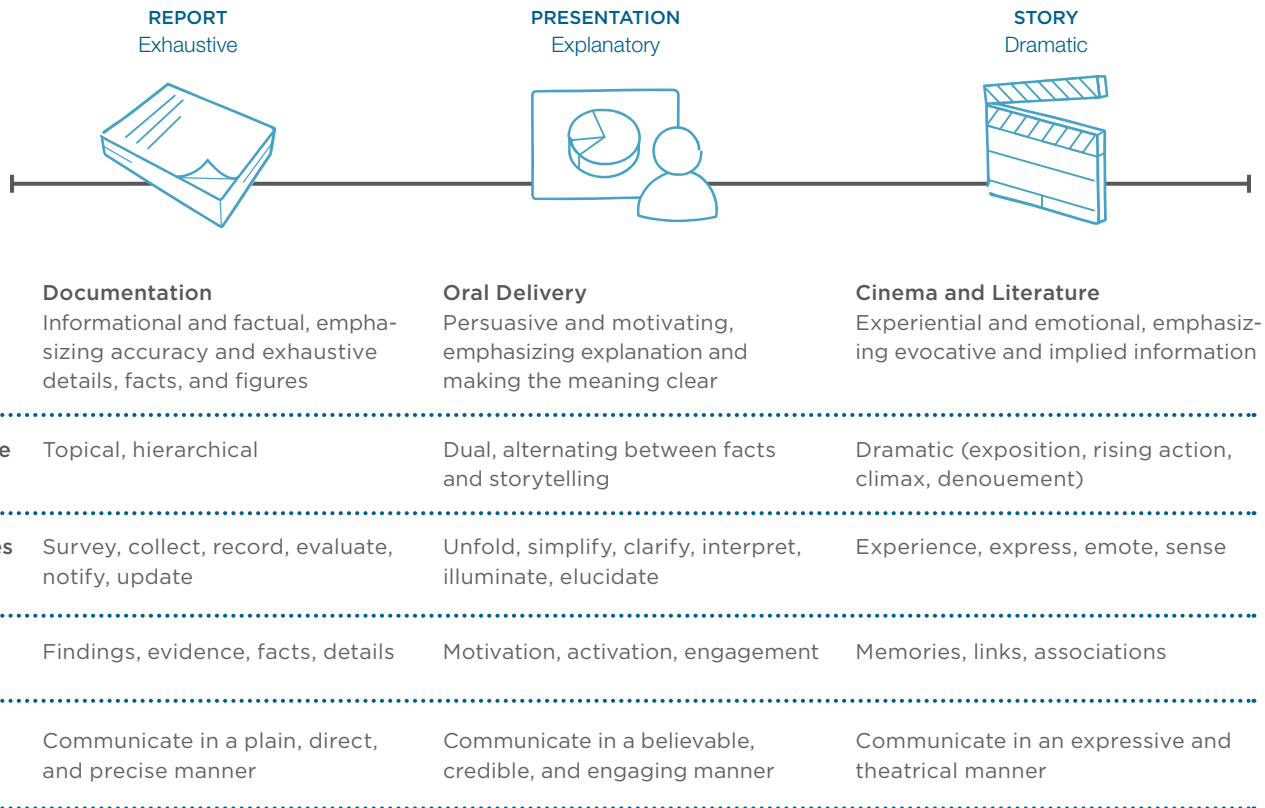 REPORT
Exhaustive
PRESENTATION
Explanatory
STORY
Dramatic
Documentation
Informational and factual, empha-
sizing accuracy and exhaustive
details, facts, and figures
Oral Delivery
Persuasive and motivating,
emphasizing explanation and
making the meaning clear
Cinema and Literature
Experiential and emotional, emphasiz-
ing evocative and implied information
e
Topical, hierarchical
Dual, alternating between facts
and storytelling
Dramatic (exposition, rising action,
climax, denouement)
es
Survey, collect, record, evaluate,
notify, update
Unfold, simplify, clarify, interpret,
illuminate, elucidate
Experience, express, emote, sense
Findings, evidence, facts, details
Motivation, activation, engagement
Memories, links, associations
Communicate in a plain, direct,
and precise manner
Communicate in a believable,
credible, and engaging manner
Communicate in an expressive and
theatrical manner